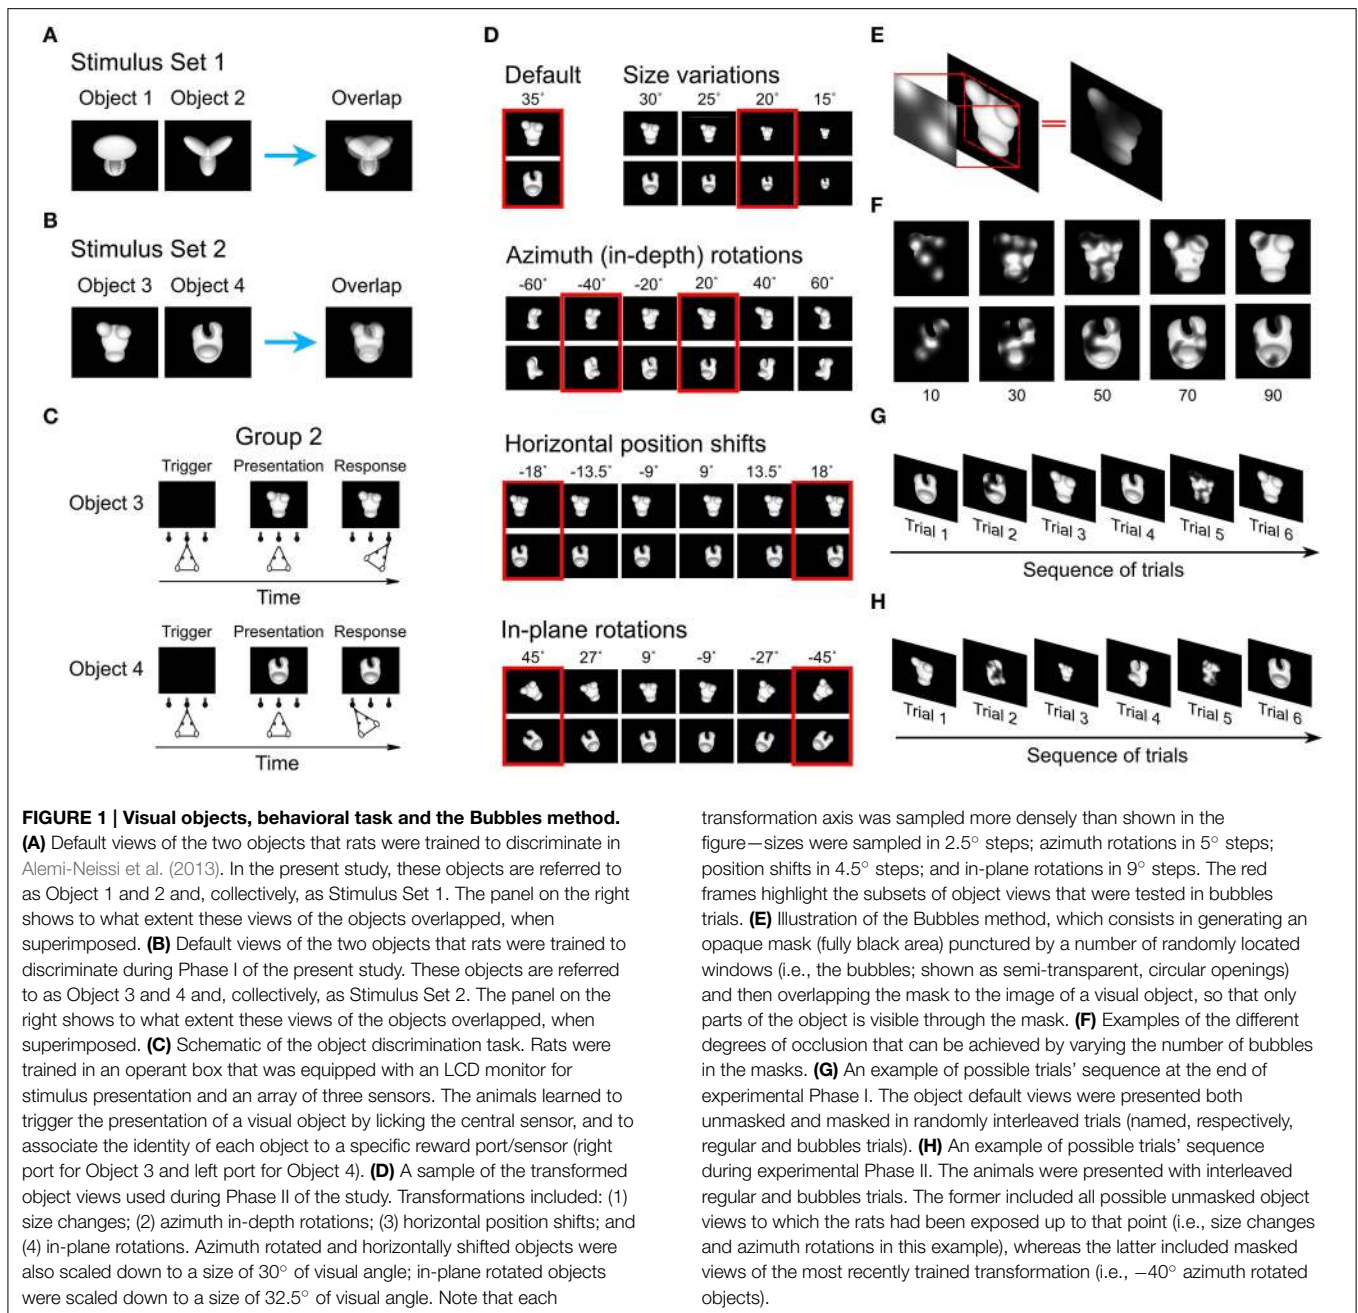 A
Stimulus Set 1
Object 1 Object 2 Overlap
B
Stimulus Set 2
Object 3 Object 4 Overlap
C
Group 2
Trigger Presentation Response
Object 3
Time
Trigger Presentation Response
Object 4
Time
D
Default Size variations
35° 30° 25° 20° 15°
Azimuth (in-depth) rotations
-60° -40° -20° 20° 40° 60°
Horizontal position shifts
-18° -13.5° -9° 9° 13.5° 18°
In-plane rotations
45° 27° 9° -9° -27° -45°
E
F
10 30 50 70 90
G
Trial 1 Trial 2 Trial 3 Trial 4 Trial 5 Trial 6
Sequence of trials
H
Trial 1 Trial 2 Trial 3 Trial 4 Trial 5 Trial 6
Sequence of trials
FIGURE 1 | Visual objects, behavioral task and the Bubbles method.
(A) Default views of the two objects that rats were trained to discriminate in
Alemi-Neissi et al. (2013). In the present study, these objects are referred to
as Object 1 and 2 and, collectively, as Stimulus Set 1. The panel on the right
shows to what extent these views of the objects overlapped, when
superimposed. (B) Default views of the two objects that rats were trained to
discriminate during Phase I of the present study. These objects are referred
to as Object 3 and 4 and, collectively, as Stimulus Set 2. The panel on the
right shows to what extent these views of the objects overlapped, when
superimposed. (C) Schematic of the object discrimination task. Rats were
trained in an operant box that was equipped with an LCD monitor for
stimulus presentation and an array of three sensors. The animals learned to
trigger the presentation of a visual object by licking the central sensor, and to
associate the identity of each object to a specific reward port/sensor (right
port for Object 3 and left port for Object 4). (D) A sample of the transformed
object views used during Phase II of the study. Transformations included: (1)
size changes; (2) azimuth in-depth rotations; (3) horizontal position shifts; and
(4) in-plane rotations. Azimuth rotated and horizontally shifted objects were
also scaled down to a size of 30° of visual angle; in-plane rotated objects
were scaled down to a size of 32.5° of visual angle. Note that each
transformation axis was sampled more densely than shown in the
figure—sizes were sampled in 2.5° steps; azimuth rotations in 5° steps;
position shifts in 4.5° steps; and in-plane rotations in 9° steps. The red
frames highlight the subsets of object views that were tested in bubbles
trials. (E) Illustration of the Bubbles method, which consists in generating an
opaque mask (fully black area) punctured by a number of randomly located
windows (i.e., the bubbles; shown as semi-transparent, circular openings)
and then overlapping the mask to the image of a visual object, so that only
parts of the object is visible through the mask. (F) Examples of the different
degrees of occlusion that can be achieved by varying the number of bubbles
in the masks. (G) An example of possible trials' sequence at the end of
experimental Phase I. The object default views were presented both
unmasked and masked in randomly interleaved trials (named, respectively,
regular and bubbles trials). (H) An example of possible trials' sequence
during experimental Phase II. The animals were presented with interleaved
regular and bubbles trials. The former included all possible unmasked object
views to which the rats had been exposed up to that point (i.e., size changes
and azimuth rotations in this example), whereas the latter included masked
views of the most recently trained transformation (i.e., −40° azimuth rotated
objects).